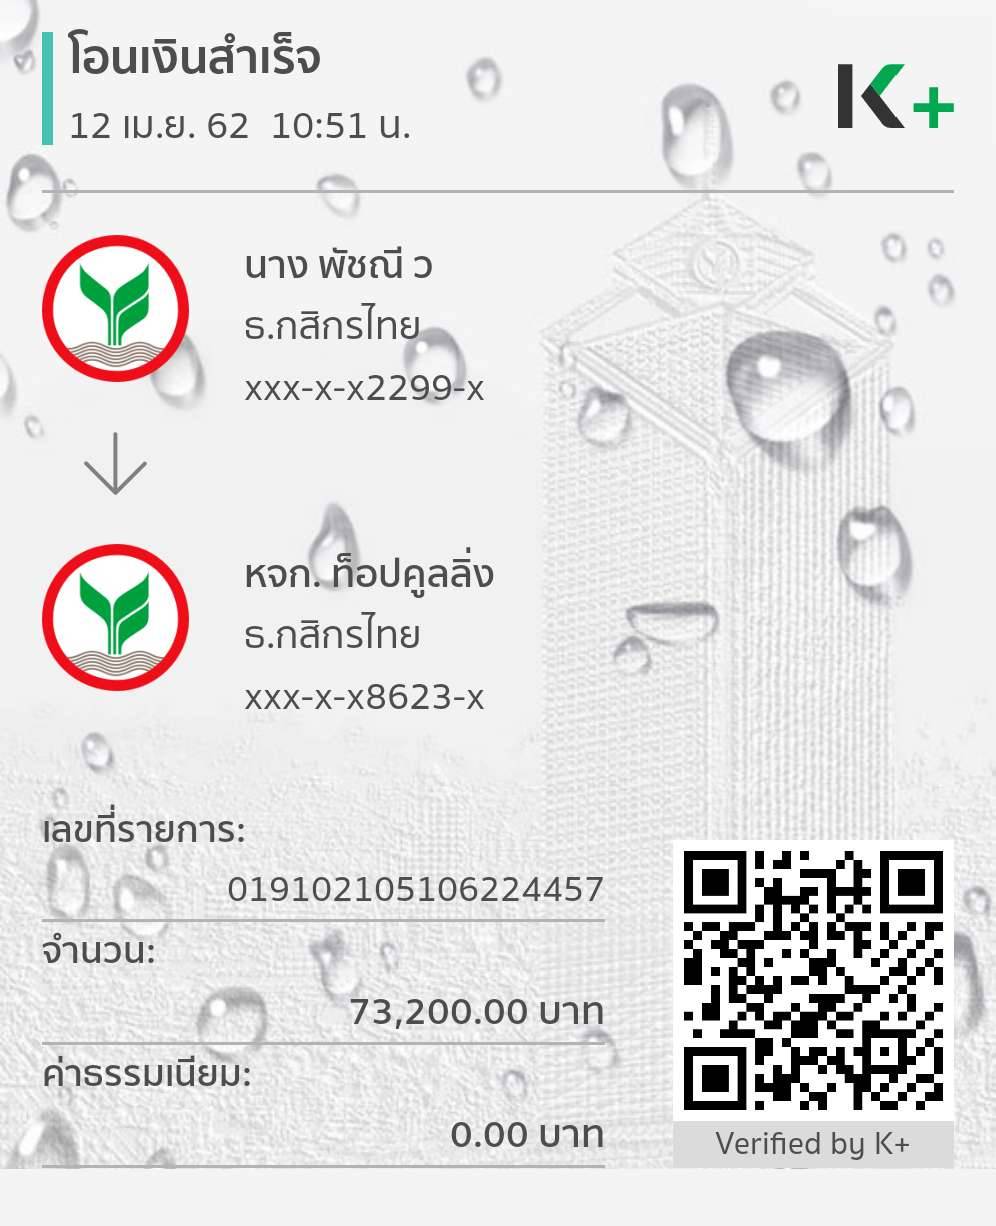 โอนเงินสำเร็จ
12 เม.ย. 62 10:51 น.
K+
นาง พัชณี ว
ธ.กสิกรไทย
xxx-x-x2299-x
หจก. ท็อปคูลลิ่ง
ธ.กสิกรไทย
xxx-x-x8623-x
เลขที่รายการ:
019102105106224457
จำนวน:
73,200.00 บาท
ค่าธรรมเนียม:
0.00 บาท
Verified by K+